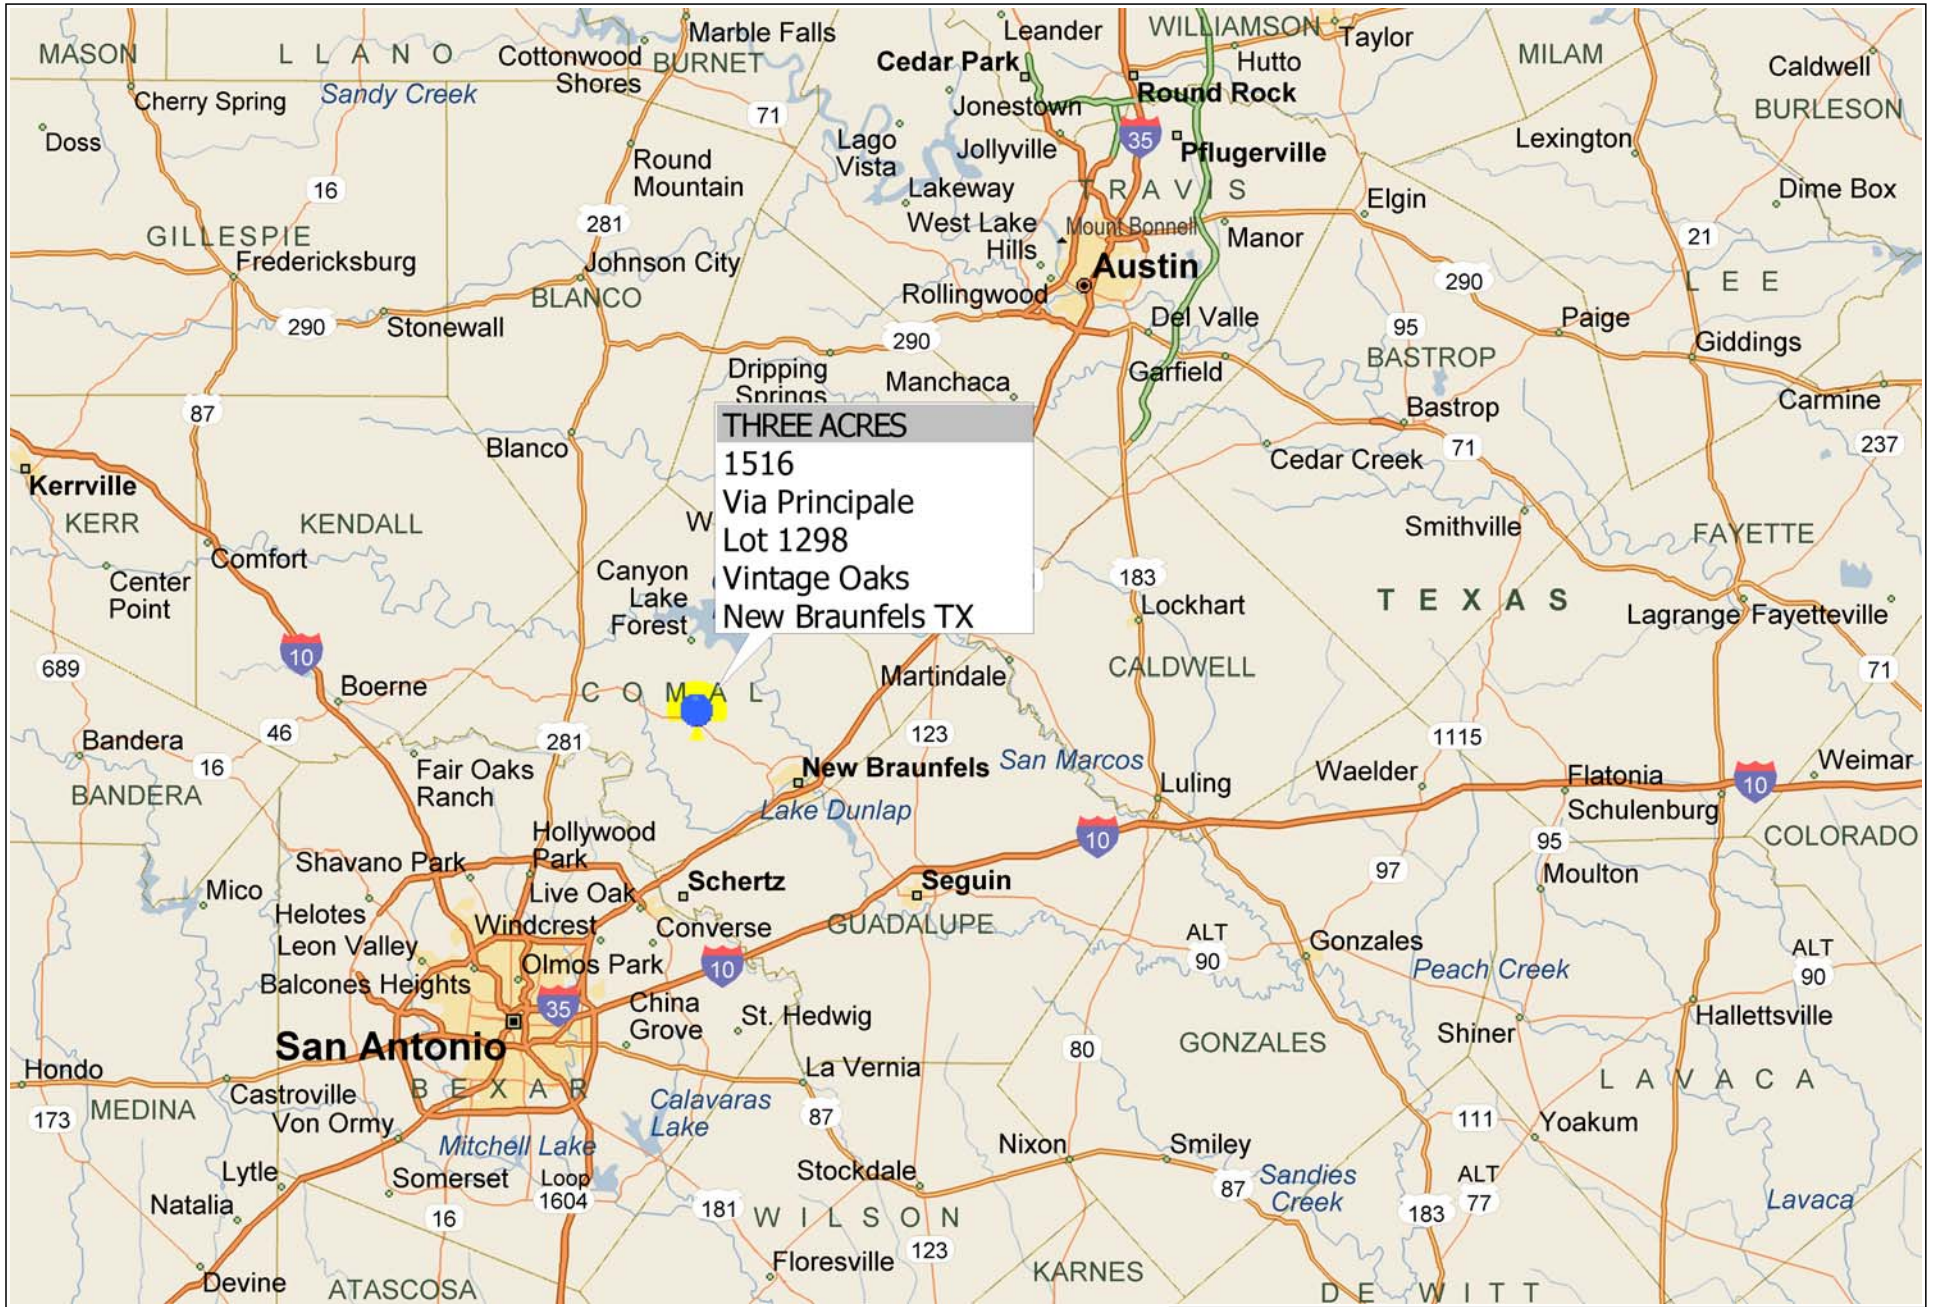 MASON
L L A N O
Sandy Creek
Cherry Spring
Doss
16
Cottonwood
Shores
Marble Falls
BURNET
71
Round
Mountain
281
GILLESPIE
Fredericksburg
290
Stonewall
Johnson City
BLANCO
87
Blanco
Leander
Cedar Park
Jonestown
Lago
Vista
Jollyville
Lakeway
West Lake
Hills
Rollingwood
290
Dripping
Springs
Manchaca
WILLIAMSON
Taylor
Hutto
Round Rock
35
Pflugerville
T R A V I S
Mount Bonnell
Manor
Austin
Del Valle
Garfield
Elgin
MILAM
Caldwell
BURLESON
Lexington
Dime Box
21
290
L E E
95
Paige
Giddings
BASTROP
Bastrop
Carmine
71
237
Cedar Creek
THREE ACRES
1516
Via Principale
Lot 1298
Vintage Oaks
New Braunfels TX
W
Kerrville
KERR
KENDALL
Comfort
Center
Point
Canyon
Lake
Forest
183
Lockhart
Smithville
FAYETTE
T E X A S
Lagrange
Fayetteville
689
10
Boerne
C O M A L
Martindale
CALDWELL
71
46
Bandera
16
BANDERA
281
Fair Oaks
Ranch
New Braunfels
123
San Marcos
Lake Dunlap
Luling
1115
Waelder
Flatonia
Schulenburg
10
Weimar
COLORADO
Hollywood
Park
Shavano Park
Live Oak
Schertz
Seguin
10
97
95
Moulton
Mico
Helotes
Windcrest
Converse
GUADALUPE
Leon Valley
Olmos Park
10
Balcones Heights
35
China
Grove
St. Hedwig
ALT
90
Gonzales
Peach Creek
ALT
90
San Antonio
Hallettsville
Shiner
80
GONZALES
Hondo
Castroville
B E X A R
La Vernia
L A V A C A
173
MEDINA
Von Ormy
Calavaras
Lake
87
111
Yoakum
Mitchell Lake
Nixon
Smiley
Lytle
Somerset
Loop
1604
Stockdale
87
Sandies
Creek
ALT
77
183
Lavaca
Natalia
16
181
W I L S O N
Floresville
123
Devine
ATASCOSA
KARNES
D E W I T T